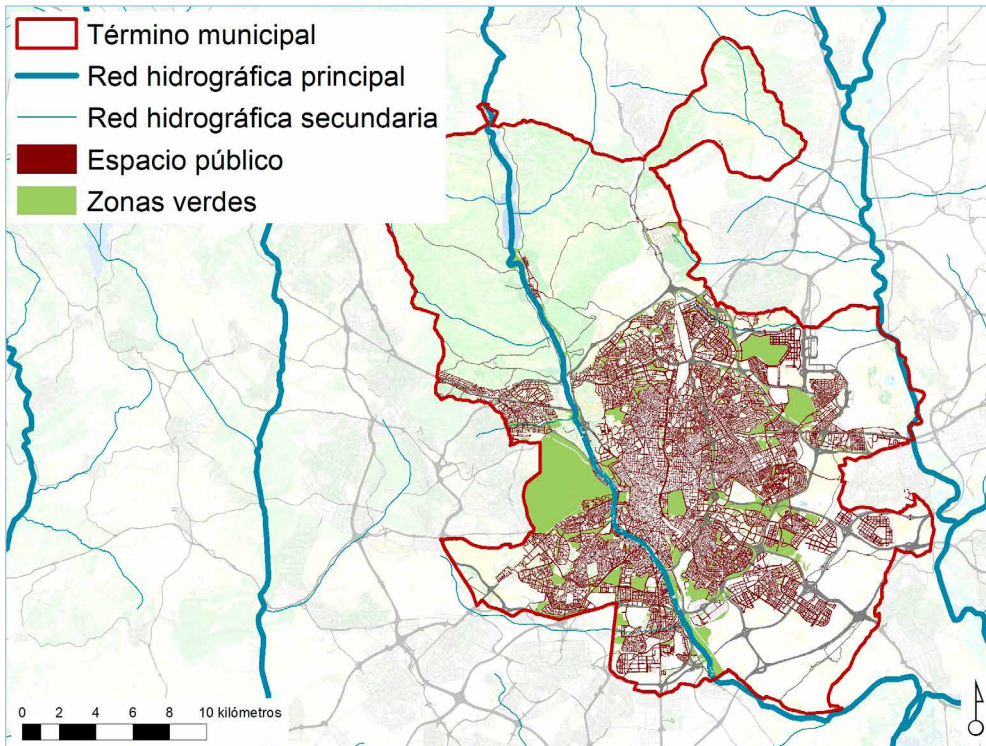 Término municipal
Red hidrográfica principal
Red hidrográfica secundaria
Espacio público
Zonas verdes
0 2 4 6 8 10 kilómetros